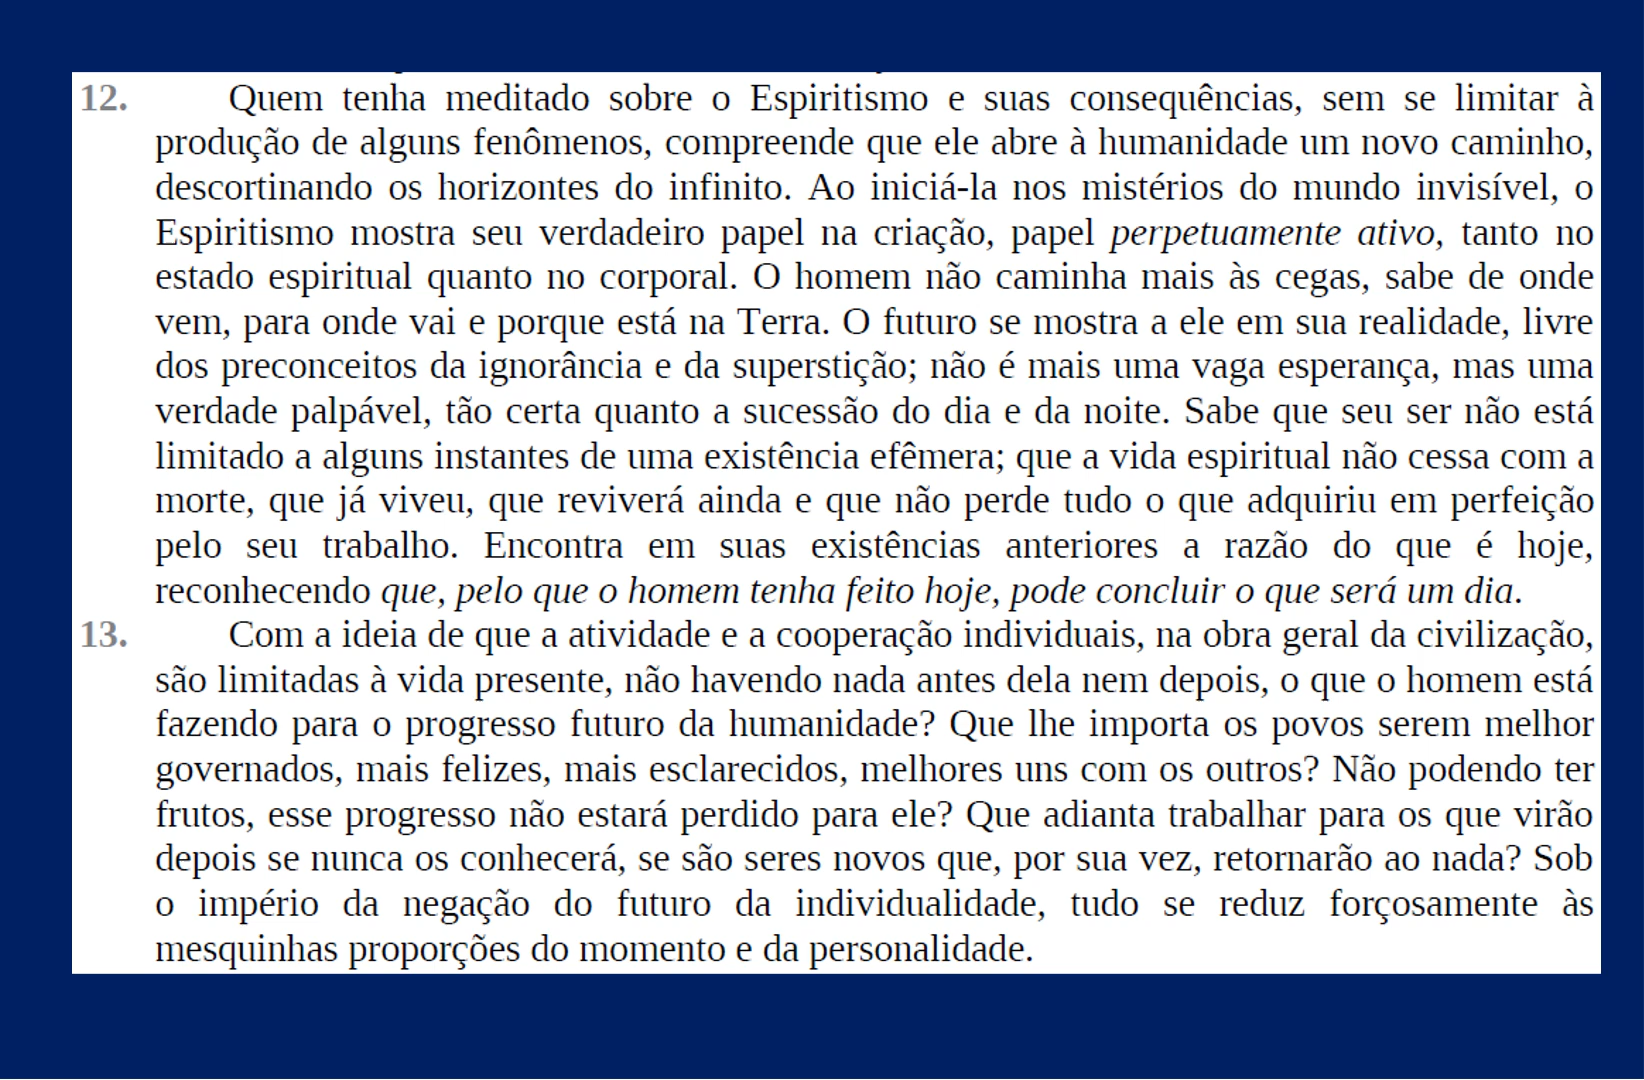 12. Quem tenha meditado sobre o Espiritismo e suas consequências, sem se limitar à
produção de alguns fenômenos, compreende que ele abre à humanidade um novo caminho,
descortinando os horizontes do infinito. Ao iniciá-la nos mistérios do mundo invisível, o
Espiritismo mostra seu verdadeiro papel na criação, papel perpetuamente ativo, tanto no
estado espiritual quanto no corporal. O homem não caminha mais às cegas, sabe de onde
vem, para onde vai e porque está na Terra. O futuro se mostra a ele em sua realidade, livre
dos preconceitos da ignorância e da superstição; não é mais uma vaga esperança, mas uma
verdade palpável, tão certa quanto a sucessão do dia e da noite. Sabe que seu ser não está
limitado a alguns instantes de uma existência efêmera; que a vida espiritual não cessa com a
morte, que já viveu, que reviverá ainda e que não perde tudo o que adquiriu em perfeição
pelo seu trabalho. Encontra em suas existências anteriores a razão do que é hoje,
reconhecendo que, pelo que o homem tenha feito hoje, pode concluir o que será um dia.
13. Com a ideia de que a atividade e a cooperação individuais, na obra geral da civilização,
são limitadas à vida presente, não havendo nada antes dela nem depois, o que o homem está
fazendo para o progresso futuro da humanidade? Que lhe importa os povos serem melhor
governados, mais felizes, mais esclarecidos, melhores uns com os outros? Não podendo ter
frutos, esse progresso não estará perdido para ele? Que adianta trabalhar para os que virão
depois se nunca os conhecerá, se são seres novos que, por sua vez, retornarão ao nada? Sob
o império da negação do futuro da individualidade, tudo se reduz forçosamente às
mesquinhas proporções do momento e da personalidade.